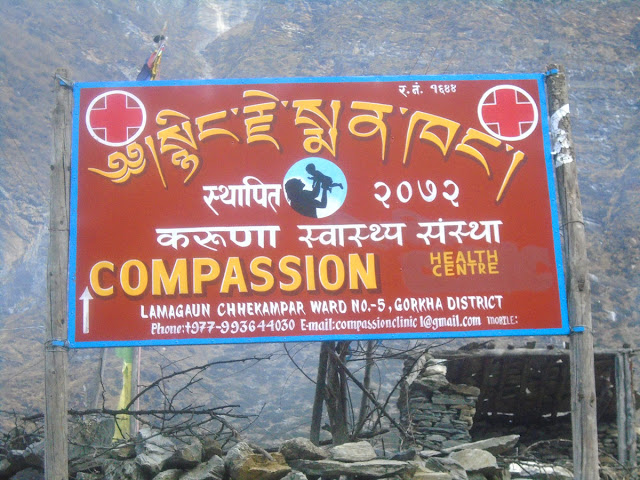 र.नं. १६४४
༄། སྙིང་རྗེ་སྨན་ཁང་།
स्थापित २०७२
करूणा स्वास्थ्य संस्था
COMPASSION HEALTH CENTRE
LAMAGAUN CHHEKAMPAR WARD NO.-5, GORKHA DISTRICT
Phone:+977-993644030 E-mail:compassionclinic1@gmail.com MOBILE: